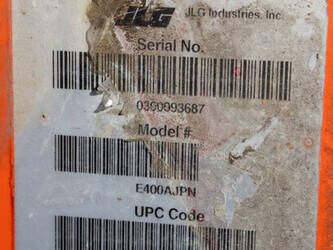 JLG JLG Industries, Inc.
Serial No.
0300093687
Model #
E400AJPN
UPC Code